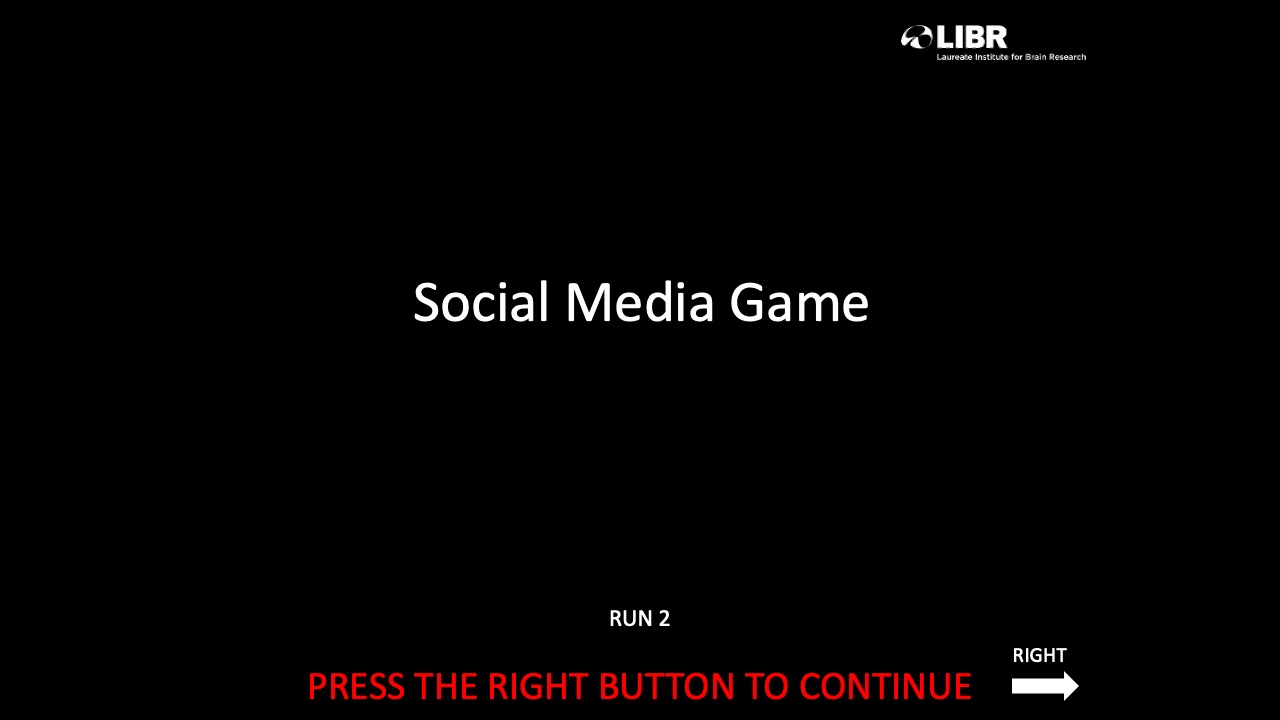 LIBR
Laureate Institute for Brain Research
Social Media Game
RUN 2
RIGHT
PRESS THE RIGHT BUTTON TO CONTINUE